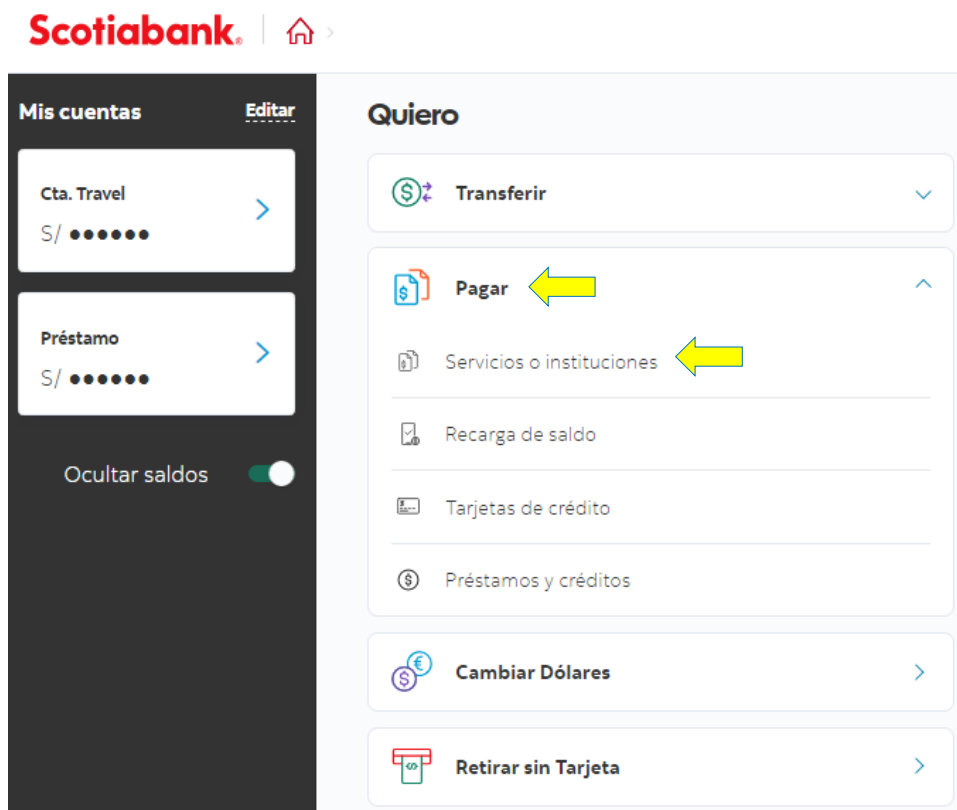 Scotiabank®
Mis cuentas
Editar
Cta. Travel
S/ ●●●●●●
Préstamo
S/ ●●●●●●
Ocultar saldos
Quiero
Transferir
Pagar
Servicios o instituciones
Recarga de saldo
Tarjetas de crédito
Préstamos y créditos
Cambiar Dólares
Retirar sin Tarjeta